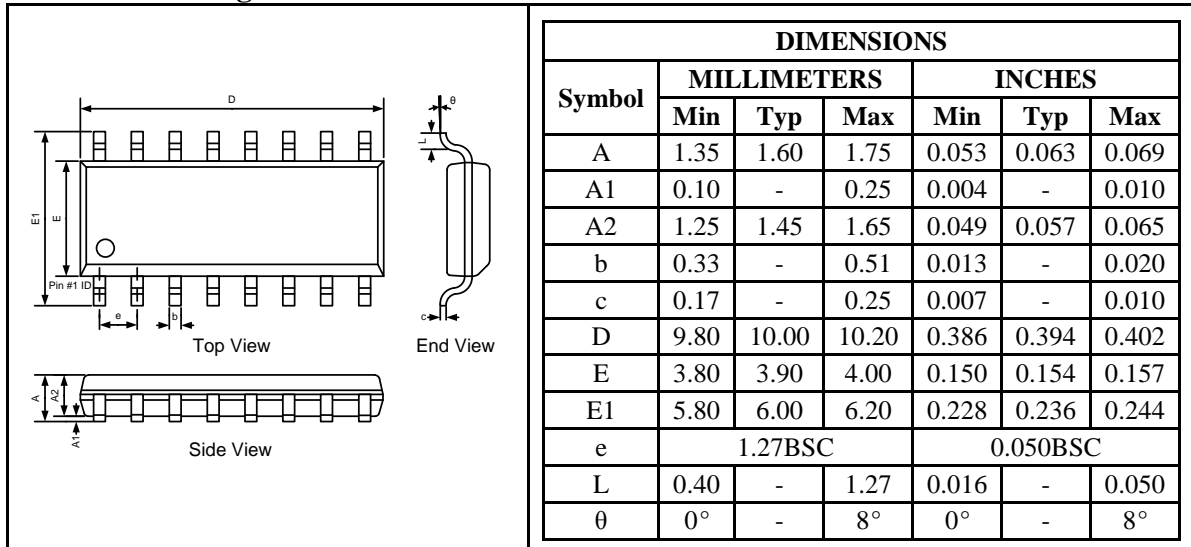 D
θ
L
E1
E
Pin #1 ID
e
b
c
Top View
End View
A
A2
A1
Side View
DIMENSIONS
Symbol MILLIMETERS INCHES
Min Typ Max Min Typ Max
A 1.35 1.60 1.75 0.053 0.063 0.069
A1 0.10 - 0.25 0.004 - 0.010
A2 1.25 1.45 1.65 0.049 0.057 0.065
b 0.33 - 0.51 0.013 - 0.020
c 0.17 - 0.25 0.007 - 0.010
D 9.80 10.00 10.20 0.386 0.394 0.402
E 3.80 3.90 4.00 0.150 0.154 0.157
E1 5.80 6.00 6.20 0.228 0.236 0.244
e 1.27BSC 0.050BSC
L 0.40 - 1.27 0.016 - 0.050
θ 0° - 8° 0° - 8°